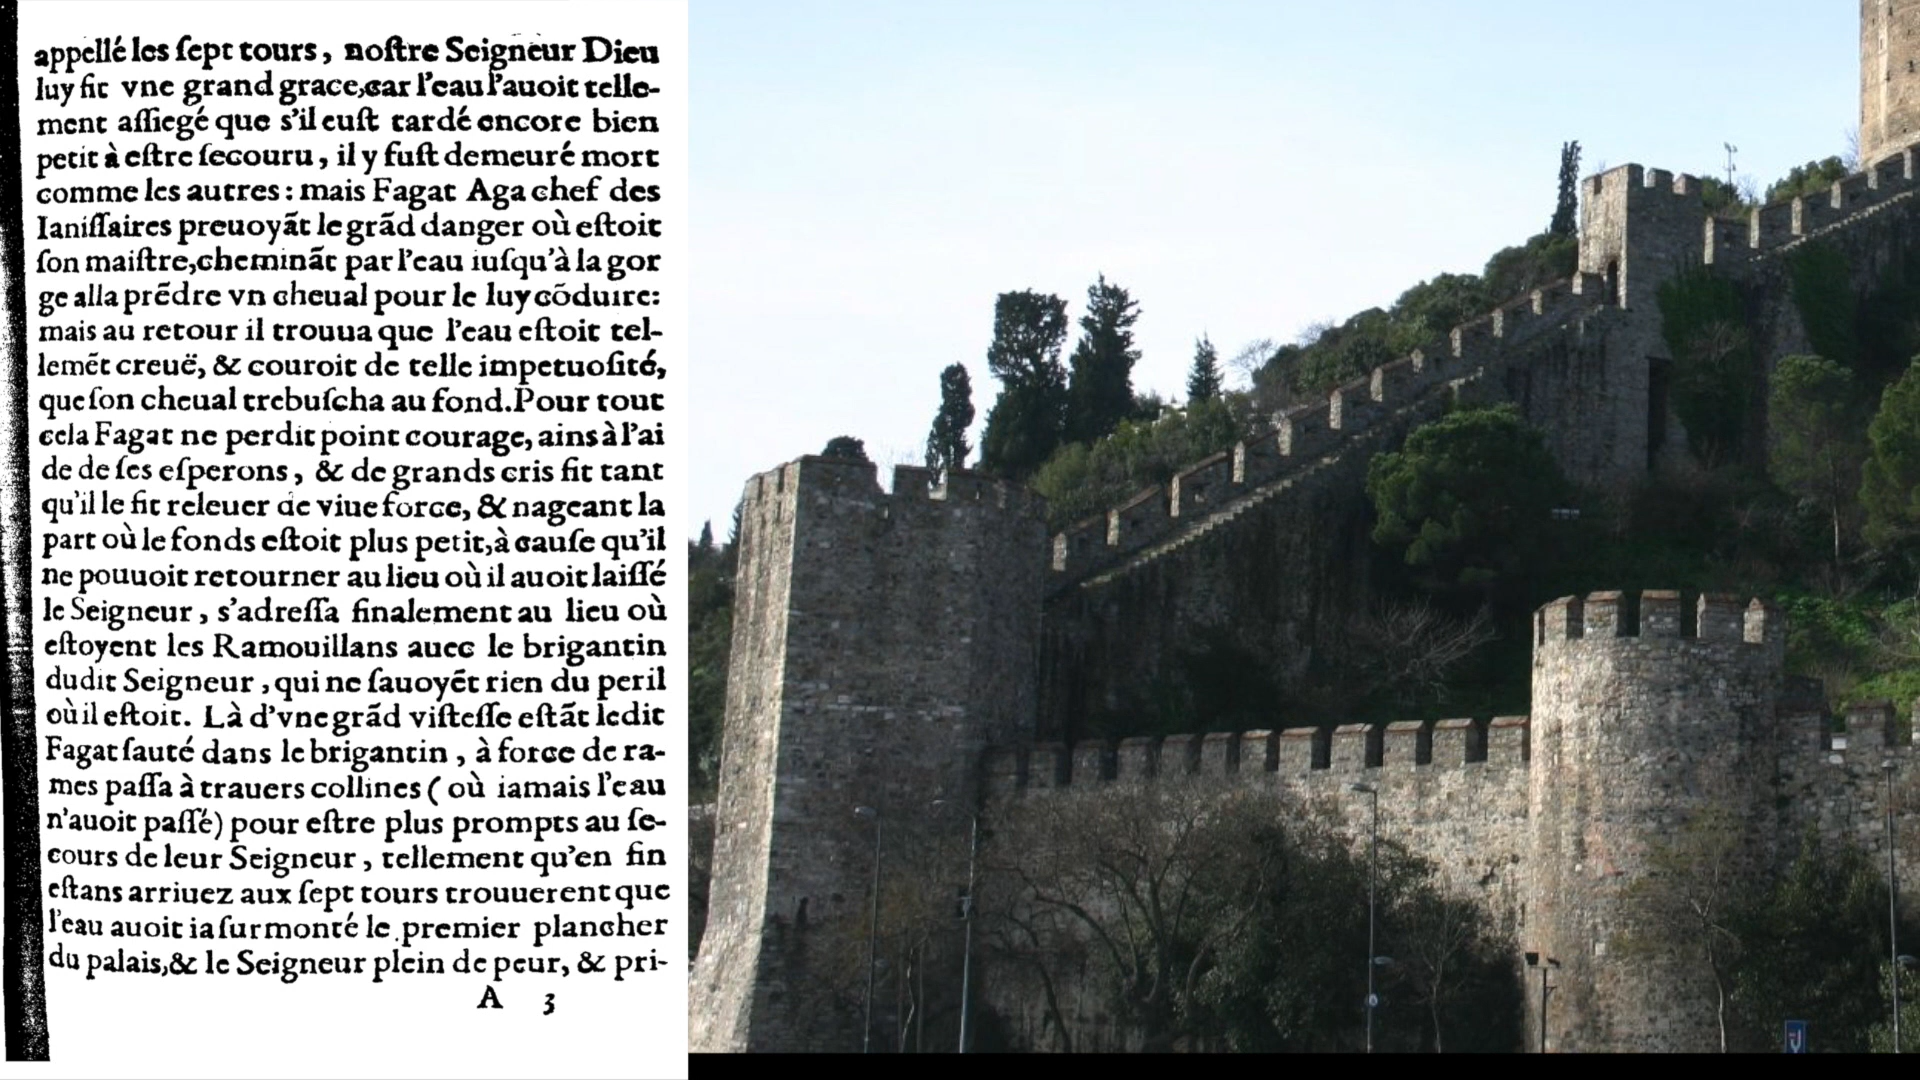 appellé les ſept tours, noſtre Seigneur Dieu
luy fit vne grand grace,car l'eau l'auoit telle-
ment aſſiegé que s'il euſt tardé encore bien
petit à eſtre ſecouru, il y fuſt demeuré mort
comme les autres: mais Fagat Aga chef des
Ianiſſaires preuoyãt le grãd danger où eſtoit
ſon maiſtre,cheminãt par l'eau iuſqu'à la gor
ge alla prẽdre vn cheual pour le luy cõduire:
mais au retour il trouua que l'eau eſtoit tel-
lemẽt creuë, & couroit de telle impetuoſité,
que ſon cheual trebuſcha au fond.Pour tout
cela Fagat ne perdit point courage, ains à l'ai
de de ſes eſperons, & de grands cris fit tant
qu'il le fit releuer de viue force, & nageant la
part où le fonds eſtoit plus petit,à cauſe qu'il
ne pouuoit retourner au lieu où il auoit laiſſé
le Seigneur, s'adreſſa finalement au lieu où
eſtoyent les Ramouillans auec le brigantin
dudit Seigneur, qui ne ſauoyẽt rien du peril
où il eſtoit. Là d'vne grãd viſteſſe eſtãt ledit
Fagat ſauté dans le brigantin, à force de ra-
mes paſſa à trauers collines (où iamais l'eau
n'auoit paſſé) pour eſtre plus prompts au ſe-
cours de leur Seigneur, tellement qu'en fin
eſtans arriuez aux ſept tours trouuerent que
l'eau auoit ia ſurmonté le premier plancher
du palais,& le Seigneur plein de peur, & pri-
A 3